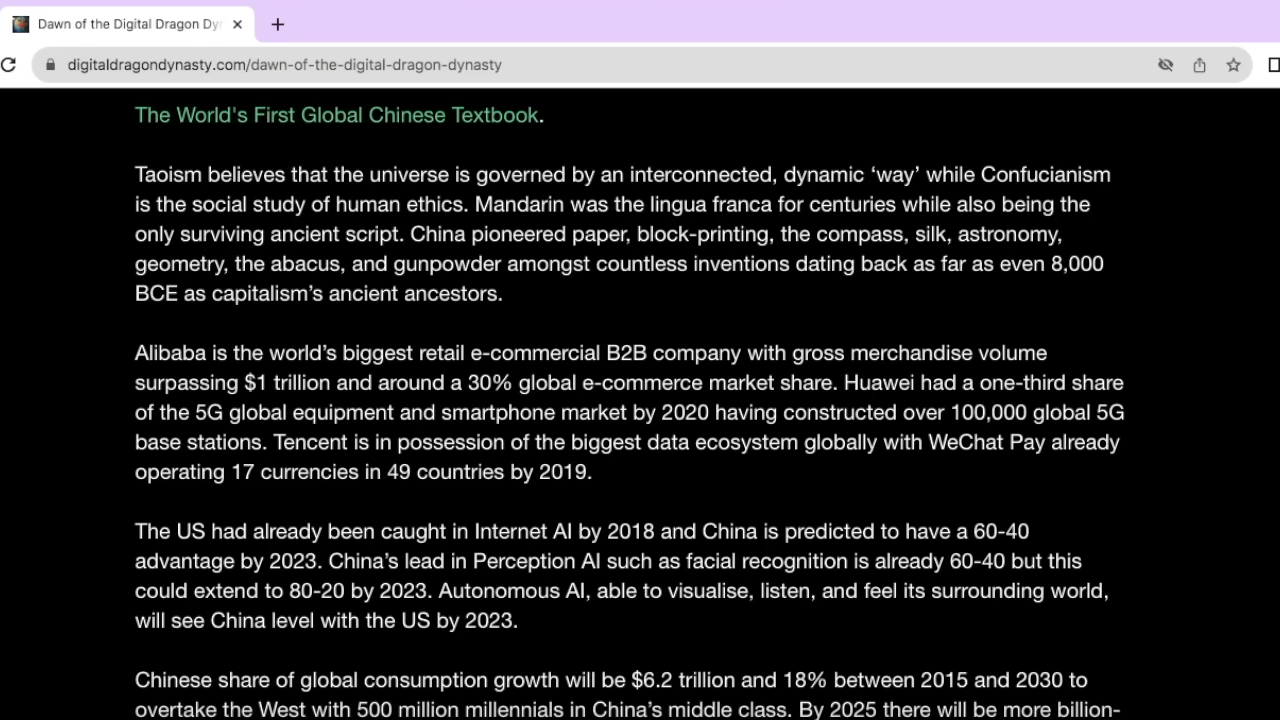 Dawn of the Digital Dragon Dy
digitaldragondynasty.com/dawn-of-the-digital-dragon-dynasty
The World's First Global Chinese Textbook.
Taoism believes that the universe is governed by an interconnected, dynamic ‘way’ while Confucianism
is the social study of human ethics. Mandarin was the lingua franca for centuries while also being the
only surviving ancient script. China pioneered paper, block-printing, the compass, silk, astronomy,
geometry, the abacus, and gunpowder amongst countless inventions dating back as far as even 8,000
BCE as capitalism’s ancient ancestors.
Alibaba is the world’s biggest retail e-commercial B2B company with gross merchandise volume
surpassing $1 trillion and around a 30% global e-commerce market share. Huawei had a one-third share
of the 5G global equipment and smartphone market by 2020 having constructed over 100,000 global 5G
base stations. Tencent is in possession of the biggest data ecosystem globally with WeChat Pay already
operating 17 currencies in 49 countries by 2019.
The US had already been caught in Internet AI by 2018 and China is predicted to have a 60-40
advantage by 2023. China’s lead in Perception AI such as facial recognition is already 60-40 but this
could extend to 80-20 by 2023. Autonomous AI, able to visualise, listen, and feel its surrounding world,
will see China level with the US by 2023.
Chinese share of global consumption growth will be $6.2 trillion and 18% between 2015 and 2030 to
overtake the West with 500 million millennials in China’s middle class. By 2025 there will be more billion-